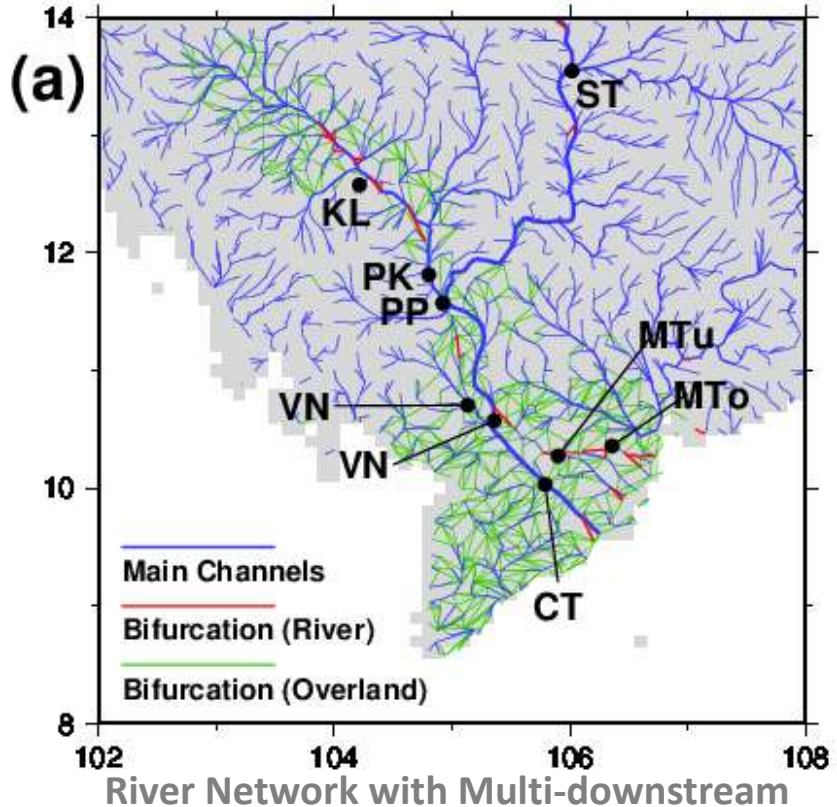 14
(a)
ST
KL
12
PK
PP
MTu
MTo
VN
VN
10
Main Channels
CT
Bifurcation (River)
Bifurcation (Overland)
8
102
104
106
108
River Network with Multi-downstream